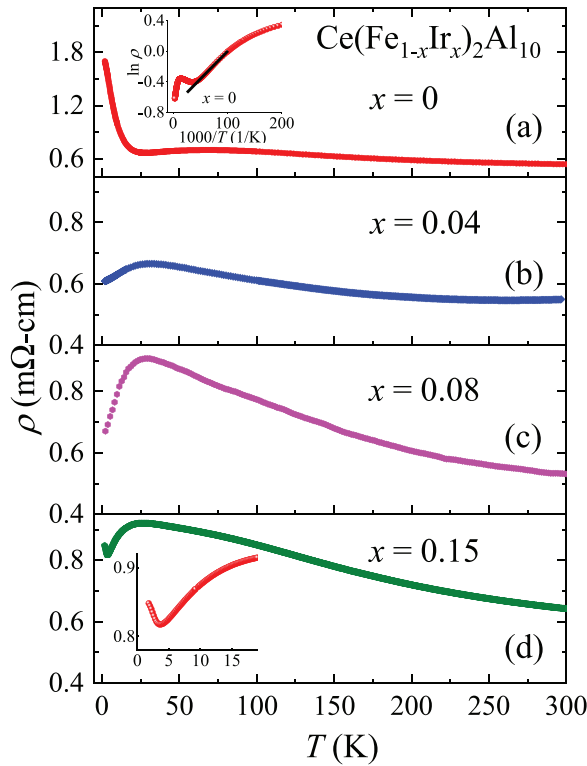 Ce(Fe1-xIrx)2Al10
1.8
1.2
0.6
0.4
0.0
-0.4
-0.8
ln ρ
x = 0
0 100 200
1000/T (1/K)
x = 0
(a)
0.8
0.6
0.4
x = 0.04
(b)
0.8
0.6
0.4
x = 0.08
(c)
0.8
0.6
0.4
x = 0.15
(d)
0.9
0.8
5 10 15
ρ (mΩ-cm)
0 50 100 150 200 250 300
T (K)